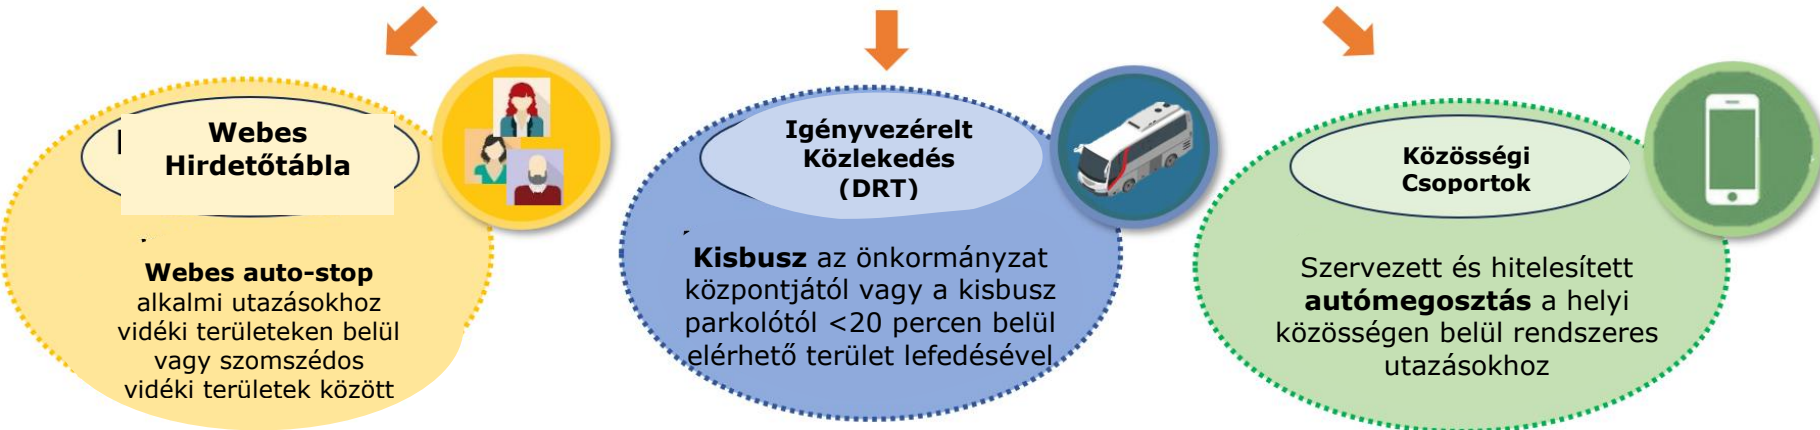 Webes
Hirdetőtábla
Webes auto-stop
alkalmi utazásokhoz
vidéki területeken belül
vagy szomszédos
vidéki területek között
Igényvezérelt
Közlekedés
(DRT)
Kisbusz az önkormányzat
központjától vagy a kisbusz
parkolótól <20 percen belül
elérhető terület lefedésével
Közösségi
Csoportok
Szervezett és hitelesített
autómegosztás a helyi
közösségen belül rendszeres
utazásokhoz